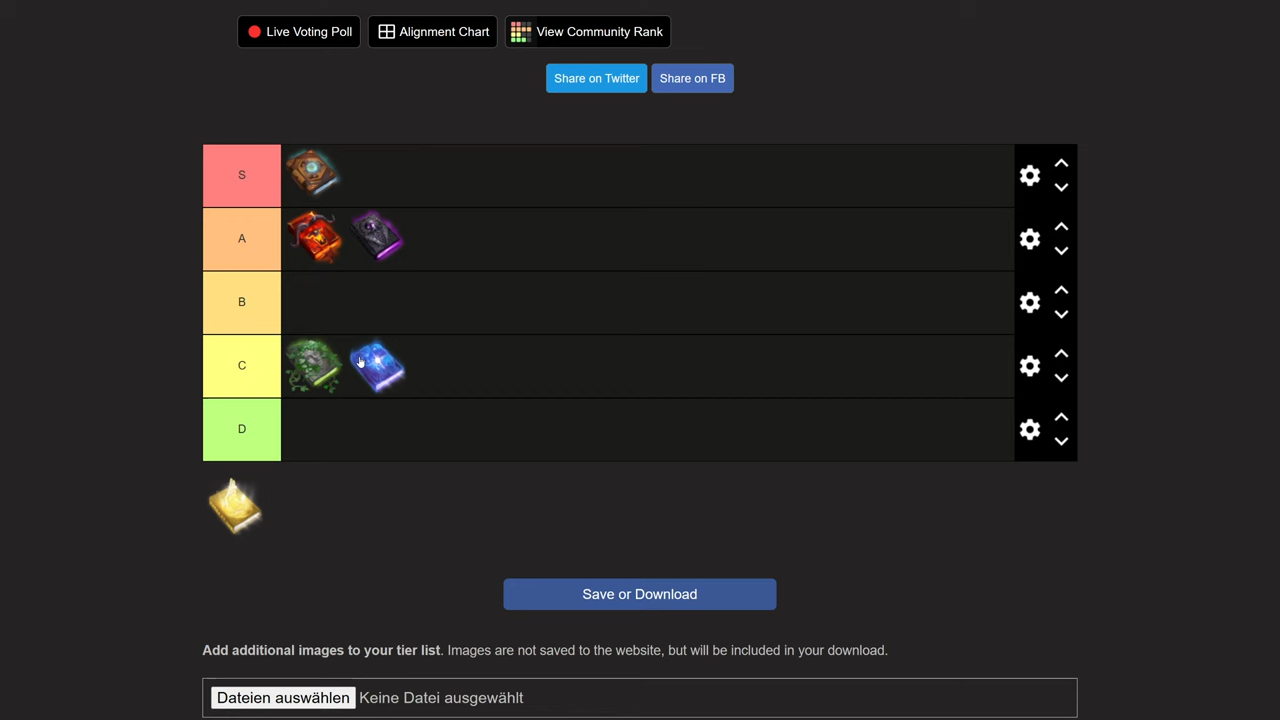 Live Voting Poll
Alignment Chart
View Community Rank
Share on Twitter
Share on FB
S
A
B
C
D
Save or Download
Add additional images to your tier list. Images are not saved to the website, but will be included in your download.
Dateien auswählen Keine Datei ausgewählt